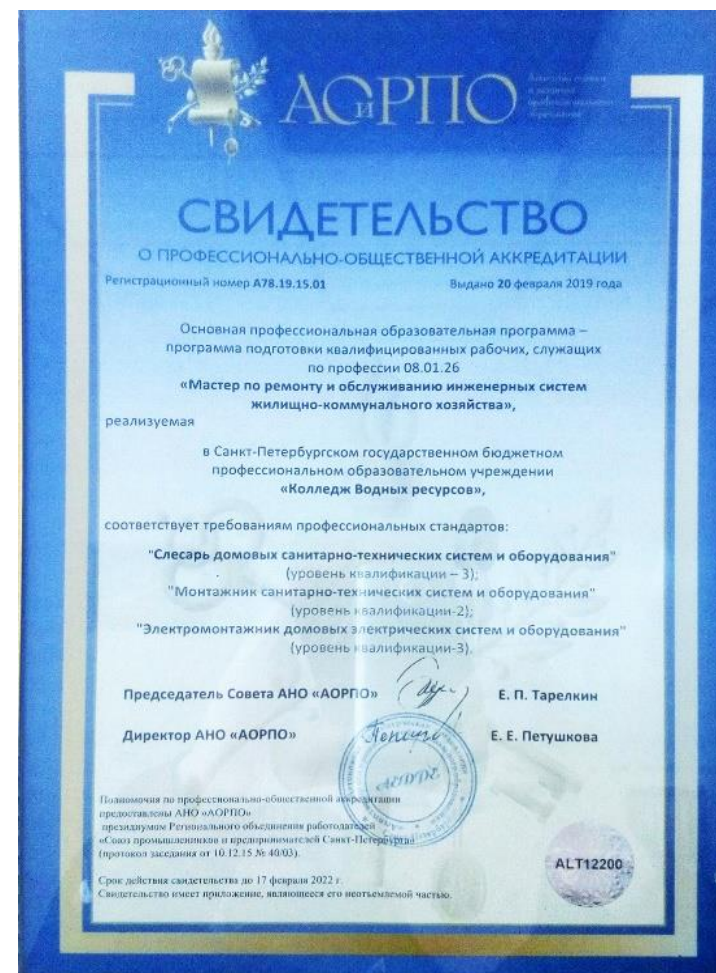 АОиРПО
Агентство оценки
и развития
профессионального
образования
СВИДЕТЕЛЬСТВО
О ПРОФЕССИОНАЛЬНО-ОБЩЕСТВЕННОЙ АККРЕДИТАЦИИ
Регистрационный номер А78.19.15.01 Выдано 20 февраля 2019 года
Основная профессиональная образовательная программа –
программа подготовки квалифицированных рабочих, служащих
по профессии 08.01.26
«Мастер по ремонту и обслуживанию инженерных систем
жилищно-коммунального хозяйства»,
реализуемая
в Санкт-Петербургском государственном бюджетном
профессиональном образовательном учреждении
«Колледж Водных ресурсов»,
соответствует требованиям профессиональных стандартов:
"Слесарь домовых санитарно-технических систем и оборудования"
(уровень квалификации – 3);
"Монтажник санитарно-технических систем и оборудования"
(уровень квалификации-2);
"Электромонтажник домовых электрических систем и оборудования"
(уровень квалификации-3).
Председатель Совета АНО «АОРПО» Е. П. Тарелкин
Директор АНО «АОРПО» Е. Е. Петушкова
Полномочия по профессионально-общественной аккредитации
предоставлены АНО «АОРПО»
президиумом Регионального объединения работодателей
«Союз промышленников и предпринимателей Санкт-Петербурга»
(протокол заседания от 10.12.15 № 40/03).
ALT12200
Срок действия свидетельства до 17 февраля 2022 г.
Свидетельство имеет приложение, являющееся его неотъемлемой частью.